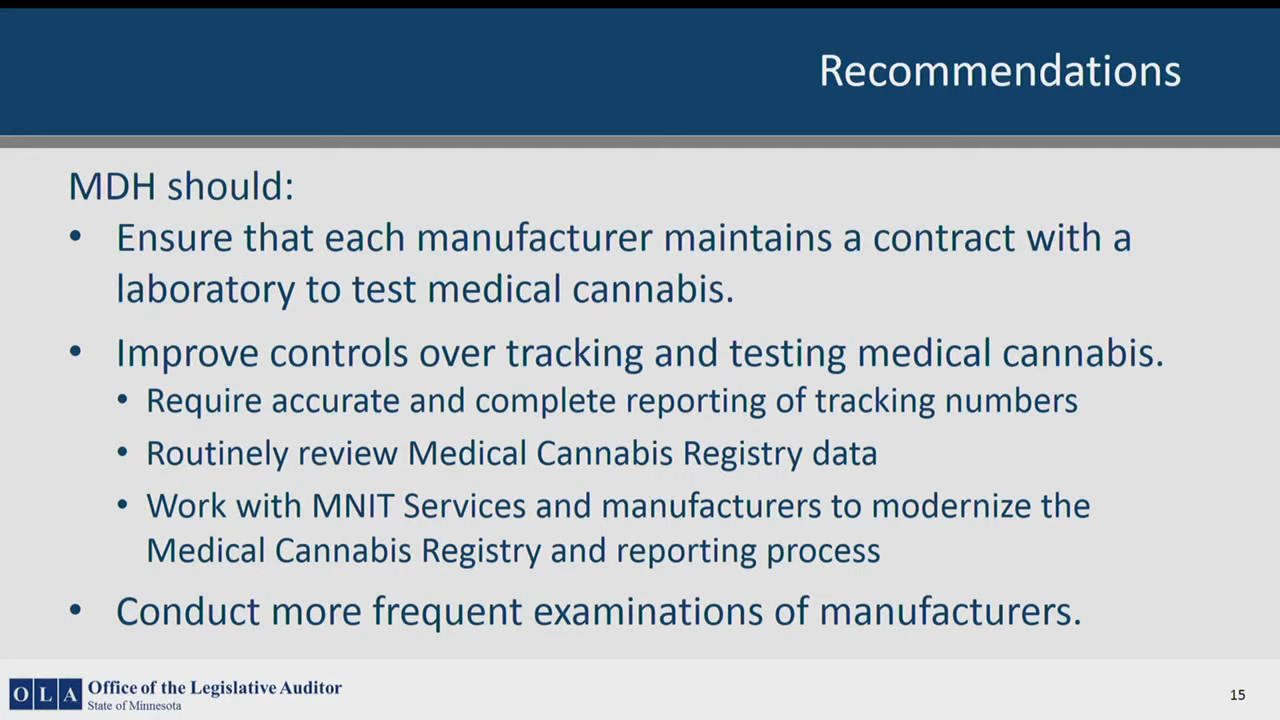 Recommendations
MDH should:
• Ensure that each manufacturer maintains a contract with a
laboratory to test medical cannabis.
• Improve controls over tracking and testing medical cannabis.
• Require accurate and complete reporting of tracking numbers
• Routinely review Medical Cannabis Registry data
• Work with MNIT Services and manufacturers to modernize the
Medical Cannabis Registry and reporting process
• Conduct more frequent examinations of manufacturers.
OLA Office of the Legislative Auditor
State of Minnesota
15